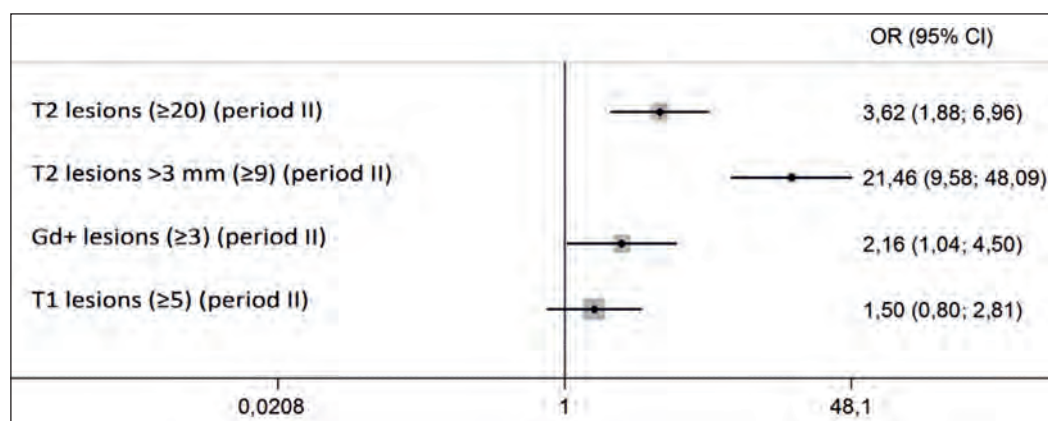 OR (95% CI)
T2 lesions (≥20) (period II) 3,62 (1.88; 6,96)
T2 lesions >3 mm (≥9) (period II) 21,46 (9,58; 48,09)
Gd+ lesions (≥3) (period II) 2,16 (1.04; 4,50)
T1 lesions (≥5) (period II) 1,50 (0.80; 2,81)
0,0208 1 48,1